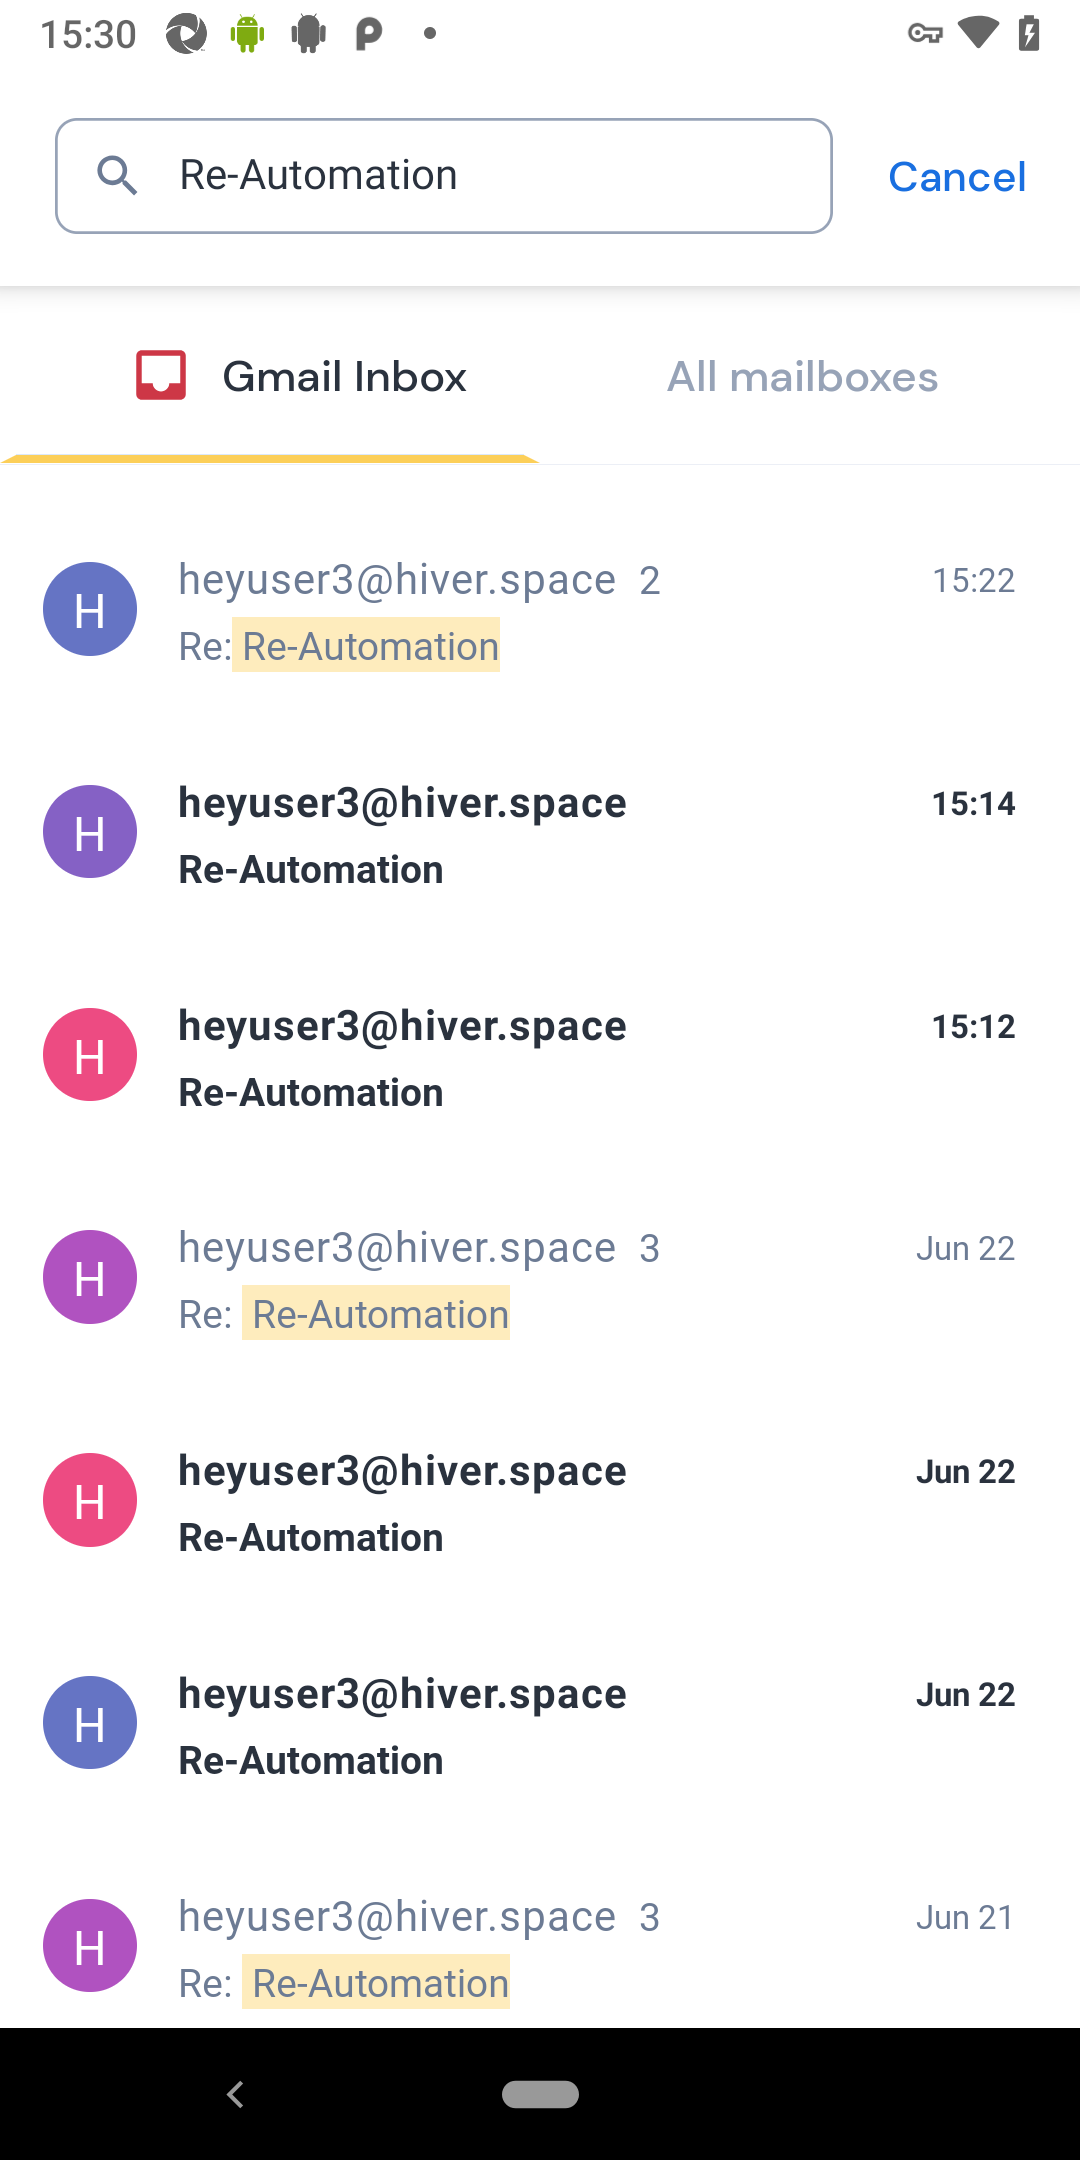 15:30
Re-Automation
Cancel
Gmail Inbox
All mailboxes
H
heyuser3@hiver.space 2
15:22
Re: Re-Automation
H
heyuser3@hiver.space
15:14
Re-Automation
H
heyuser3@hiver.space
15:12
Re-Automation
H
heyuser3@hiver.space 3
Jun 22
Re: Re-Automation
H
heyuser3@hiver.space
Jun 22
Re-Automation
H
heyuser3@hiver.space
Jun 22
Re-Automation
H
heyuser3@hiver.space 3
Jun 21
Re: Re-Automation